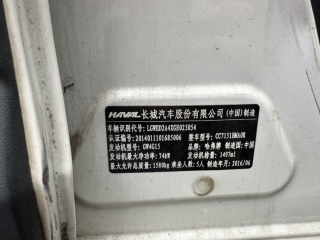 HAVAL 长城汽车股份有限公司(中国)制造
车辆识别代号: LGWED2A4XGE023054
认证编号: 2014011101685006 整车型号: CC7151BMA0R
发动机型号: GW4G15 品牌: 哈弗牌 制造国: 中国
发动机最大净功率: 74kW 发动机排量: 1497ml
最大允许总质量: 1580kg 乘坐人数: 5人 制造年月: 2016/06